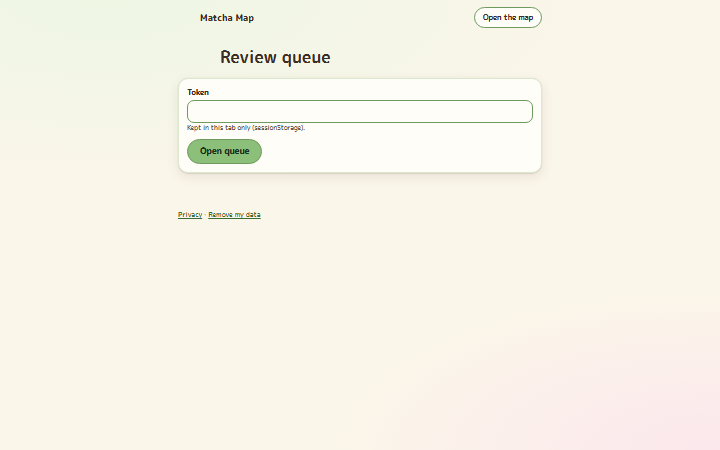 Matcha Map
Open the map
Review queue
Token
Kept in this tab only (sessionStorage).
Open queue
Privacy · Remove my data